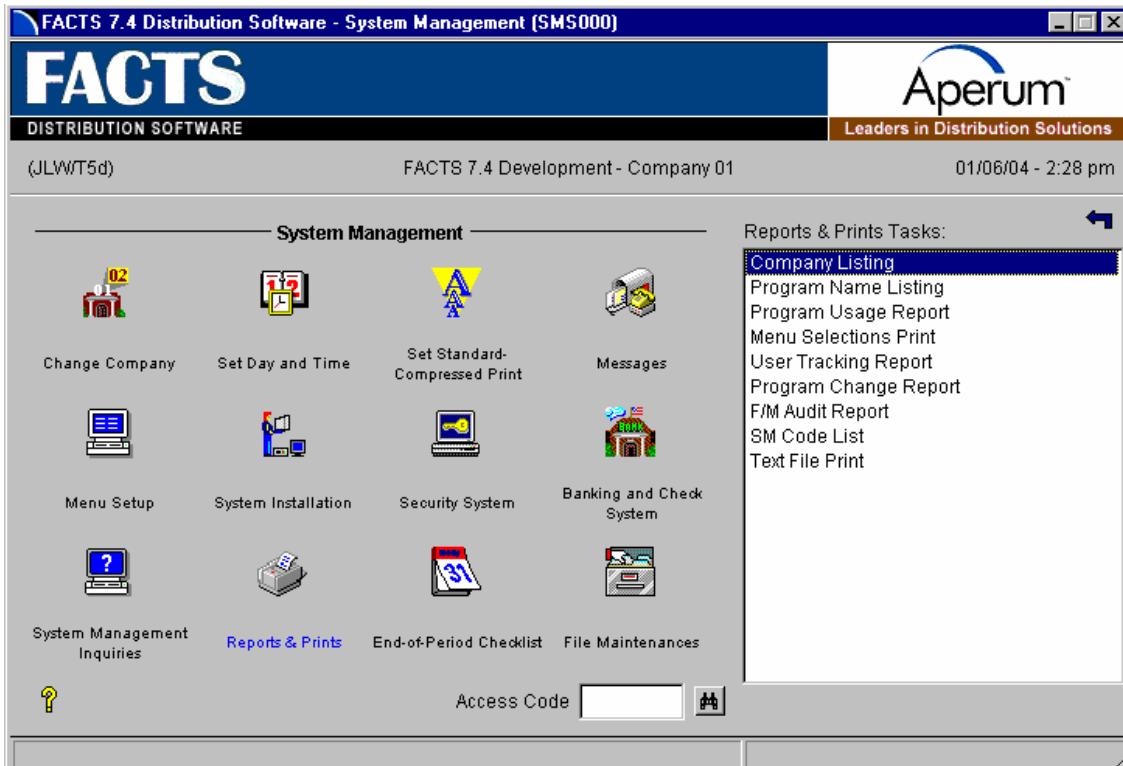 FACTS 7.4 Distribution Software - System Management (SMS000)
FACTS
DISTRIBUTION SOFTWARE
Aperum™
Leaders in Distribution Solutions
(JLW/T5d)
FACTS 7.4 Development - Company 01
01/06/04 - 2:28 pm
System Management
02
01
Change Company
Set Day and Time
Set Standard-
Compressed Print
Messages
Menu Setup
System Installation
Security System
BANK
Banking and Check
System
?
System Management
Inquiries
Reports & Prints
31
End-of-Period Checklist
File Maintenances
?
Access Code
Reports & Prints Tasks:
Company Listing
Program Name Listing
Program Usage Report
Menu Selections Print
User Tracking Report
Program Change Report
F/M Audit Report
SM Code List
Text File Print